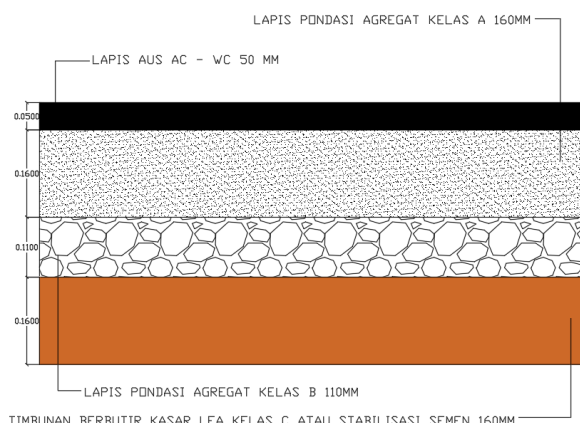 LAPIS PONDASI AGREGAT KELAS A 160MM
LAPIS AUS AC - WC 50 MM
0.0500
0.1600
0.1100
0.1600
LAPIS PONDASI AGREGAT KELAS B 110MM
TIMBUNAN BERBUTIR KASAR LFA KELAS C ATAU STABILISASI SEMEN 160MM